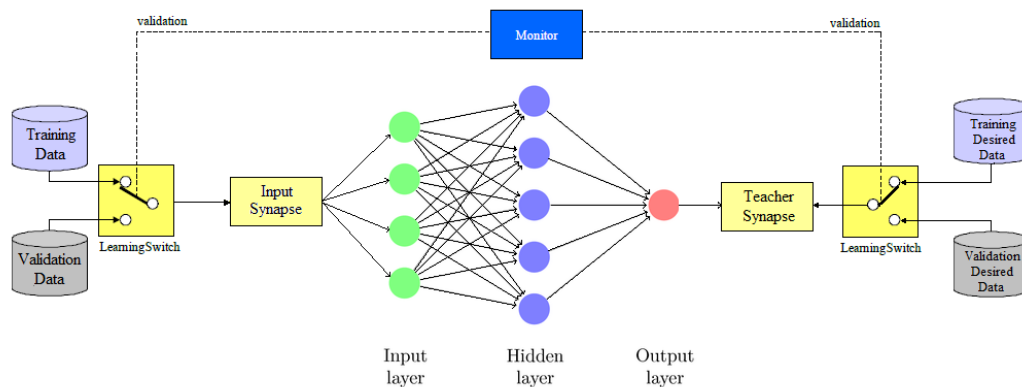 validation
Monitor
validation
Training
Data
Training
Desired
Data
Input
Synapse
Teacher
Synapse
LearningSwitch
LearningSwitch
Validation
Data
Validation
Desired
Data
Input
layer
Hidden
layer
Output
layer